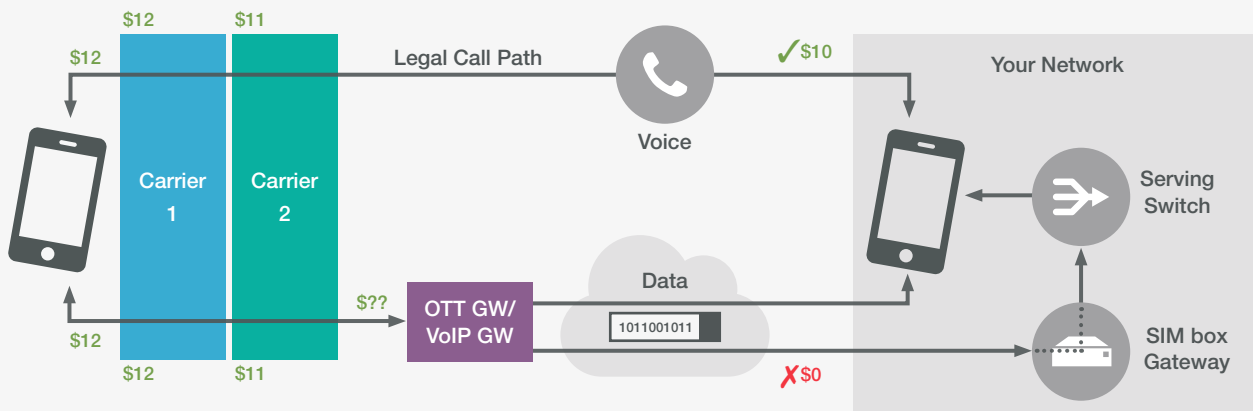 $12
$11
$12
Legal Call Path
✓$10
Your Network
Voice
Carrier
1
Carrier
2
Serving
Switch
Data
1011001011
$??
OTT GW/
VoIP GW
$12
SIM box
Gateway
$12
$11
✗$0